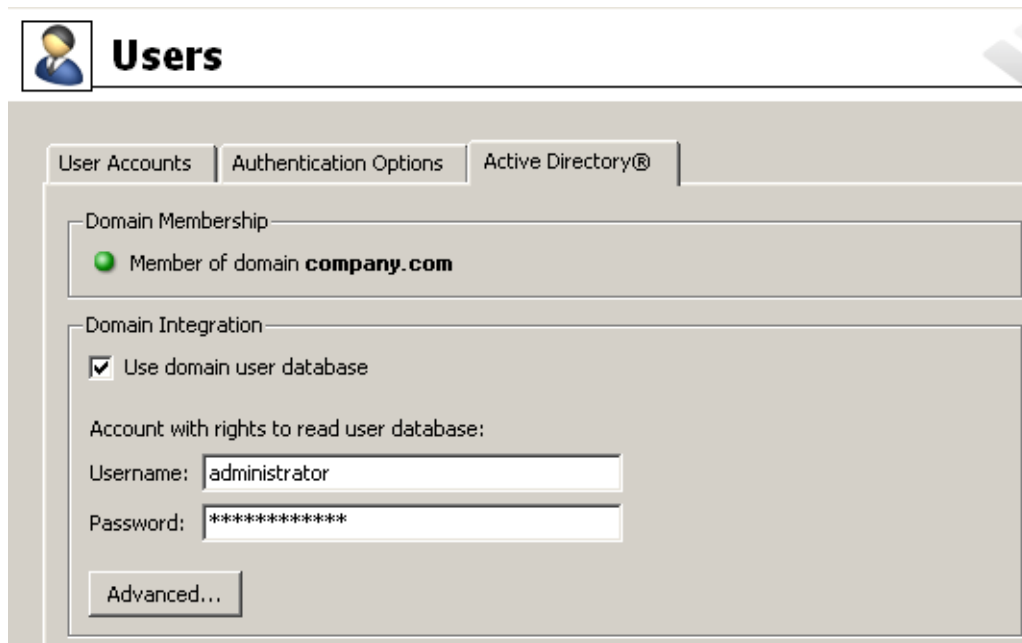 Users
User Accounts
Authentication Options
Active Directory®
Domain Membership
Member of domain company.com
Domain Integration
Use domain user database
Account with rights to read user database:
Username: administrator
Password: ************
Advanced...